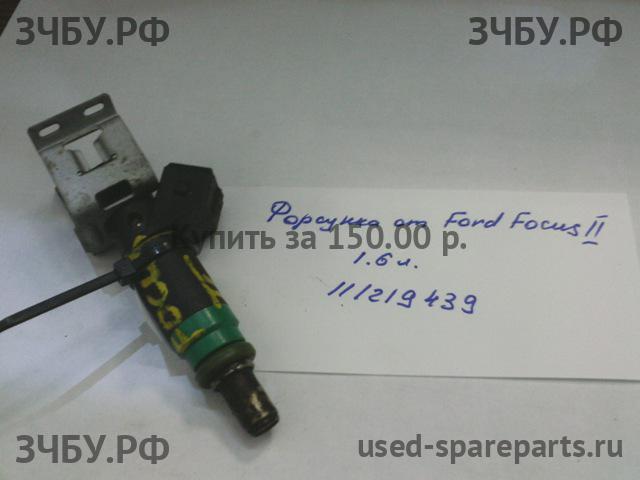 ЗЧБУ.РФ
ЗЧБУ.РФ
Форсунка от Ford Focus II
Купить за 150.00 р.
1.6 л.
111219439
ЗЧБУ.РФ
used-spareparts.ru